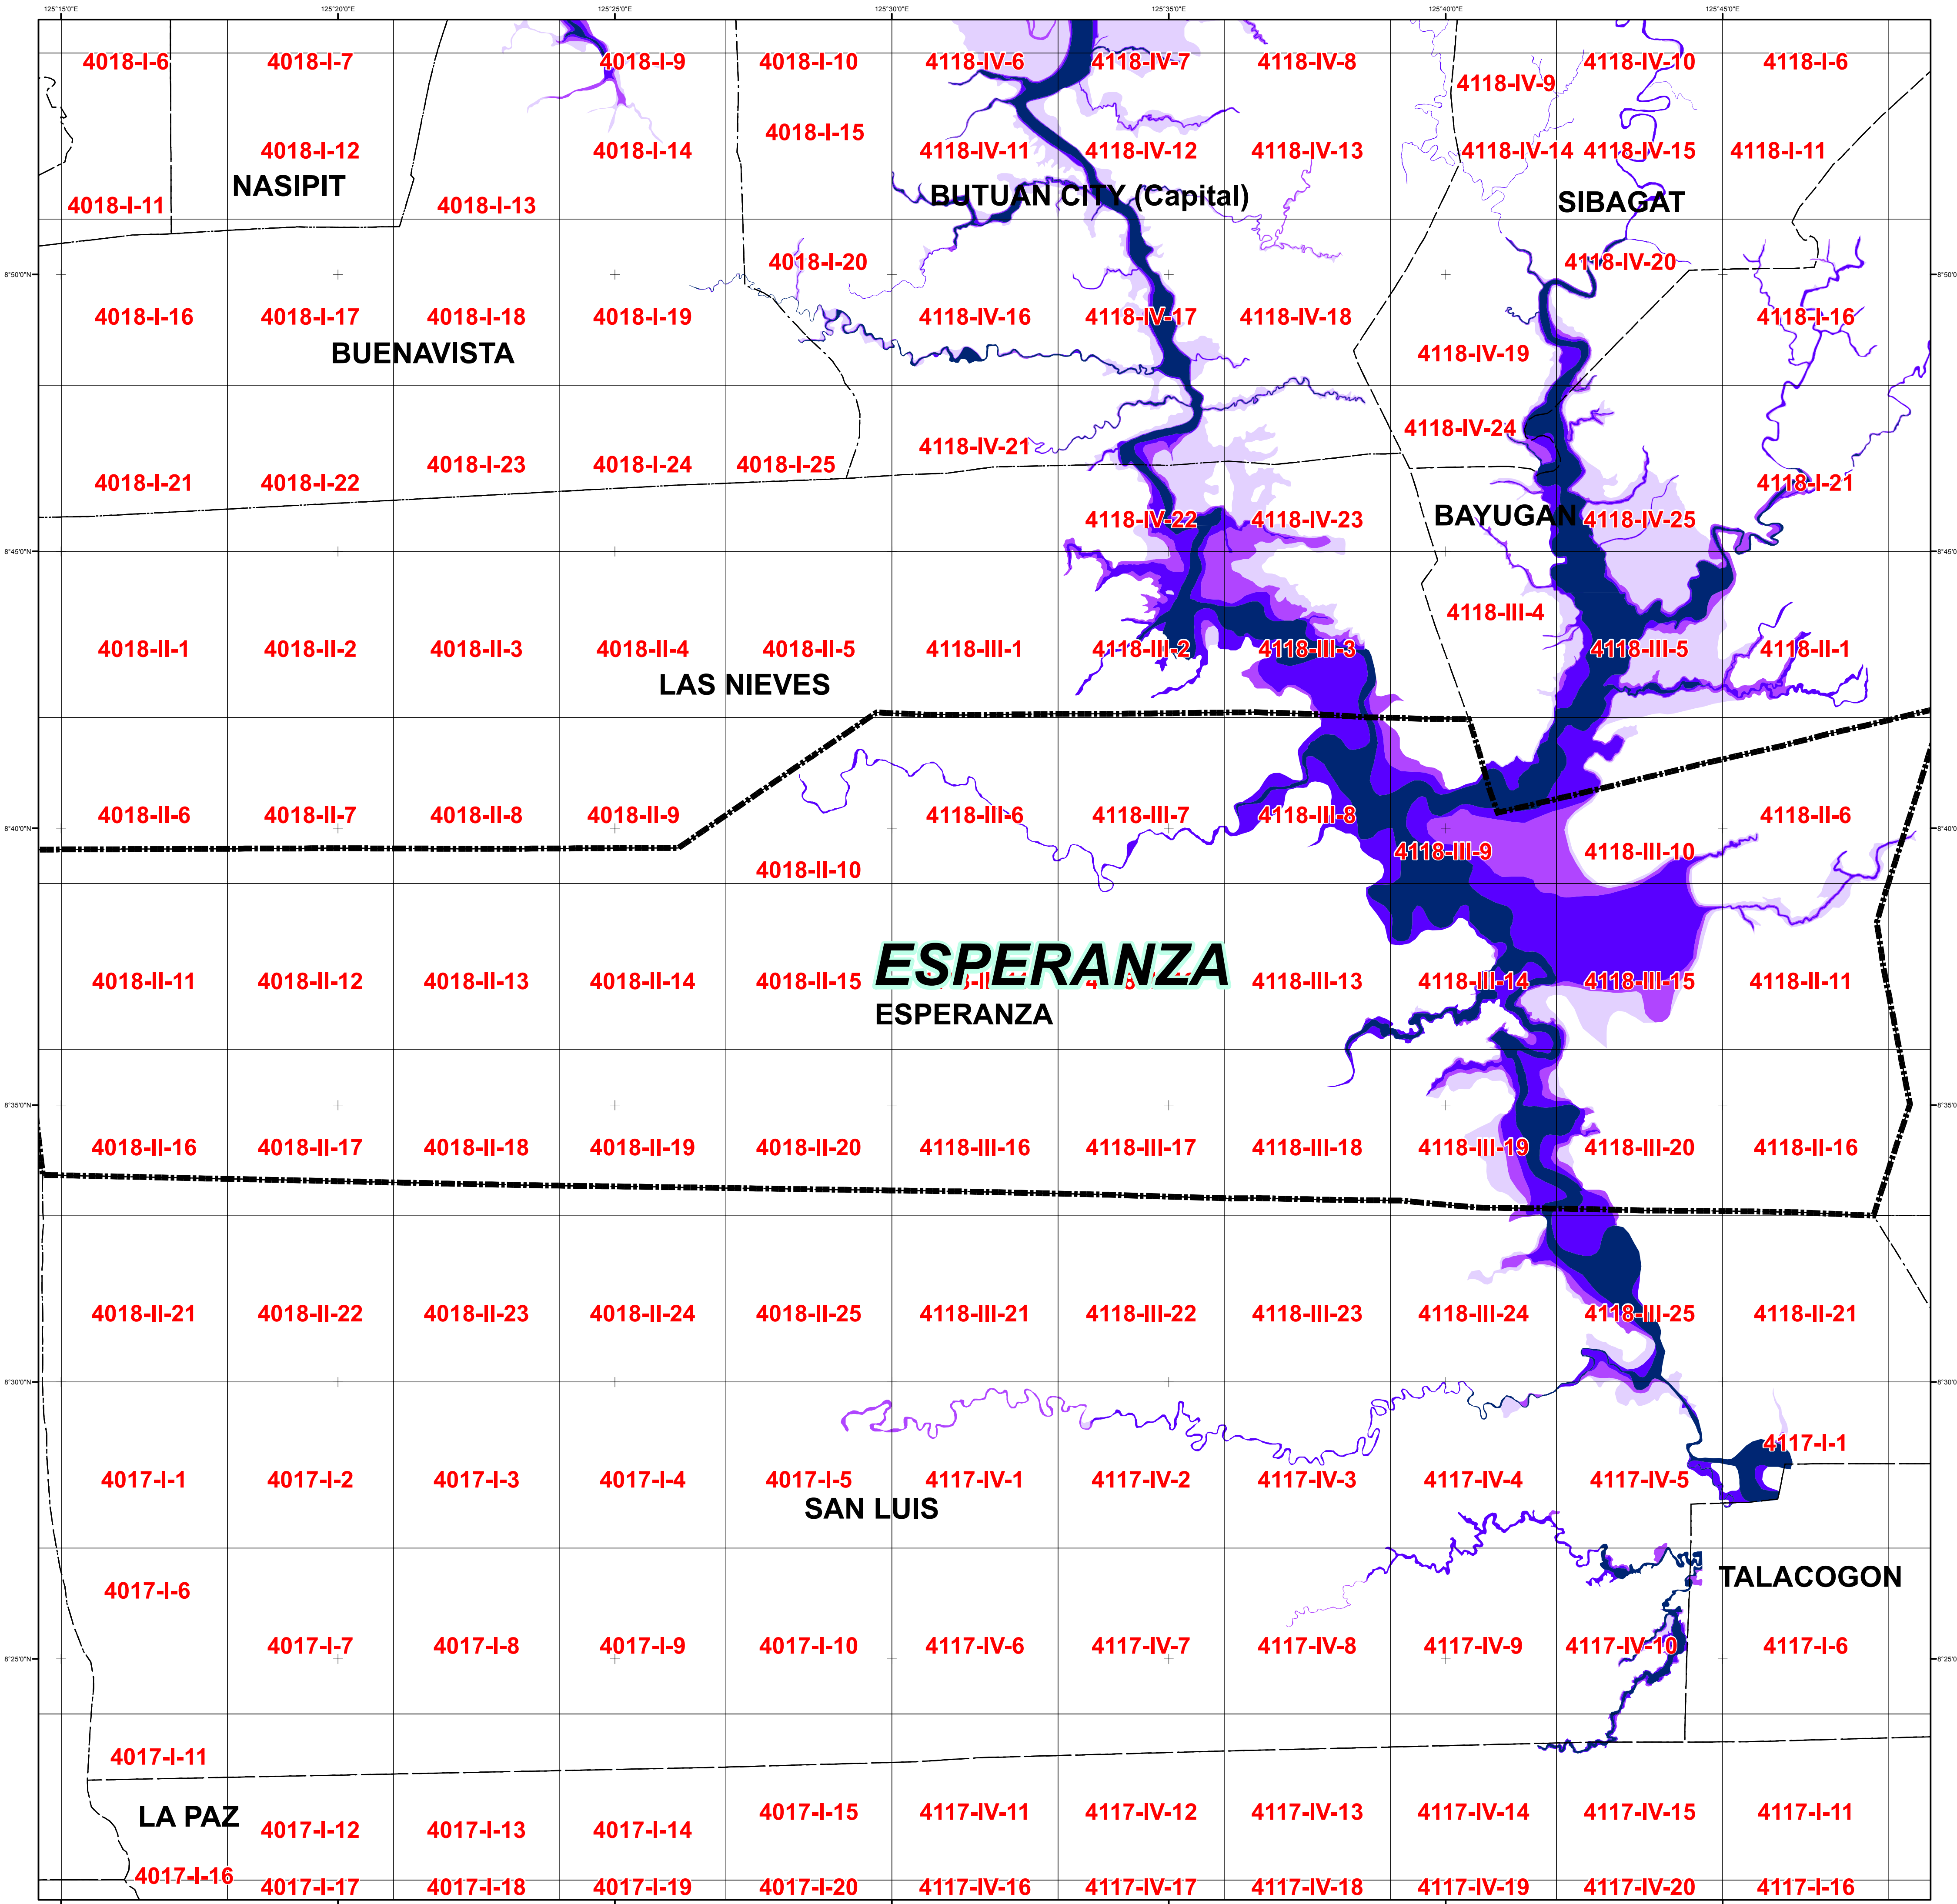 125°15'0"E 125°20'0"E 125°25'0"E 125°30'0"E 125°35'0"E 125°40'0"E 125°45'0"E
4018-I-6 4018-I-7 4018-I-9 4018-I-10 4118-IV-6 4118-IV-7 4118-IV-8 4118-IV-10 4118-I-6
4118-IV-9
4018-I-15
4018-I-12 4018-I-14 4118-IV-11 4118-IV-12 4118-IV-13 4118-IV-14 4118-IV-15 4118-I-11
NASIPIT BUTUAN CITY (Capital) SIBAGAT
4018-I-11 4018-I-13
4018-I-20 4118-IV-20
8°50'0"N 8°50'0
4018-I-16 4018-I-17 4018-I-18 4018-I-19 4118-IV-16 4118-IV-17 4118-IV-18 4118-I-16
BUENAVISTA 4118-IV-19
4118-IV-24
4118-IV-21
4018-I-23 4018-I-24 4018-I-25
4018-I-21 4018-I-22 4118-I-21
BAYUGAN
4118-IV-22 4118-IV-23 4118-IV-25
8°45'0"N 8°45'0
4118-III-4
4018-II-1 4018-II-2 4018-II-3 4018-II-4 4018-II-5 4118-III-1 4118-III-2 4118-III-3 4118-III-5 4118-II-1
LAS NIEVES
4018-II-6 4018-II-7 4018-II-8 4018-II-9 4118-III-6 4118-III-7 4118-III-8 4118-II-6
8°40'0"N 8°40'0
4118-III-9 4118-III-10
4018-II-10
ESPERANZA
4018-II-11 4018-II-12 4018-II-13 4018-II-14 4018-II-15 4118-III-13 4118-III-14 4118-III-15 4118-II-11
ESPERANZA
8°35'0"N 8°35'0
4018-II-16 4018-II-17 4018-II-18 4018-II-19 4018-II-20 4118-III-16 4118-III-17 4118-III-18 4118-III-19 4118-III-20 4118-II-16
4018-II-21 4018-II-22 4018-II-23 4018-II-24 4018-II-25 4118-III-21 4118-III-22 4118-III-23 4118-III-24 4118-III-25 4118-II-21
8°30'0"N 8°30'0
4117-I-1
4017-I-1 4017-I-2 4017-I-3 4017-I-4 4017-I-5 4117-IV-1 4117-IV-2 4117-IV-3 4117-IV-4 4117-IV-5
SAN LUIS
TALACOGON
4017-I-6
4017-I-7 4017-I-8 4017-I-9 4017-I-10 4117-IV-6 4117-IV-7 4117-IV-8 4117-IV-9 4117-IV-10 4117-I-6
8°25'0"N 8°25'0
4017-I-11
LA PAZ 4017-I-15 4117-IV-11 4117-IV-12 4117-IV-13 4117-IV-14 4117-IV-15 4117-I-11
4017-I-12 4017-I-13 4017-I-14
4017-I-16
4017-I-17 4017-I-18 4017-I-19 4017-I-20 4117-IV-16 4117-IV-17 4117-IV-18 4117-IV-19 4117-IV-20 4117-I-16